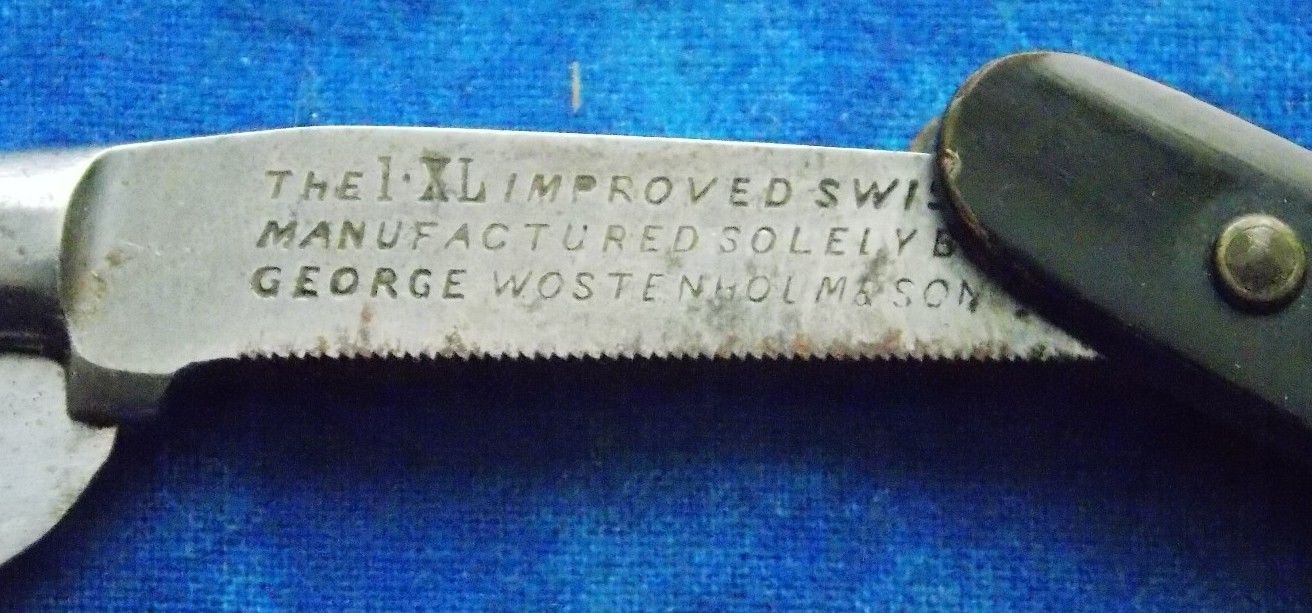 THE I·XL IMPROVED SWIS
MANUFACTURED SOLELY B
GEORGE WOSTENHOLM & SON